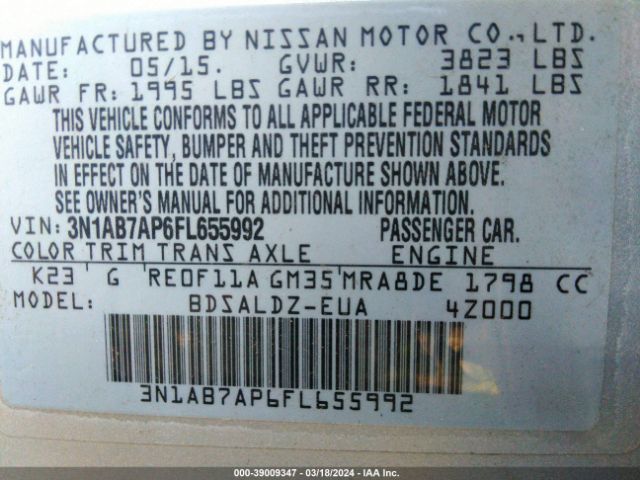 MANUFACTURED BY NISSAN MOTOR CO., LTD.
DATE: 05/15. GVWR: 3823 LBS
GAWR FR: 1995 LBS GAWR RR: 1841 LBS
THIS VEHICLE CONFORMS TO ALL APPLICABLE FEDERAL MOTOR
VEHICLE SAFETY, BUMPER AND THEFT PREVENTION STANDARDS
IN EFFECT ON THE DATE OF MANUFACTURE SHOWN ABOVE.
SEE OWNER'S MANUAL FOR ADDITIONAL INFORMATION.
VIN: 3N1AB7AP6FL655992 PASSENGER CAR.
COLOR TRIM TRANS AXLE ENGINE
K23 G RE0F11A GM35 MRA8DE 1798 CC
MODEL: BDSALDZ-EUA 4Z000
3N1AB7AP6FL655992
000-39009347 - 03/18/2024 - IAA Inc.